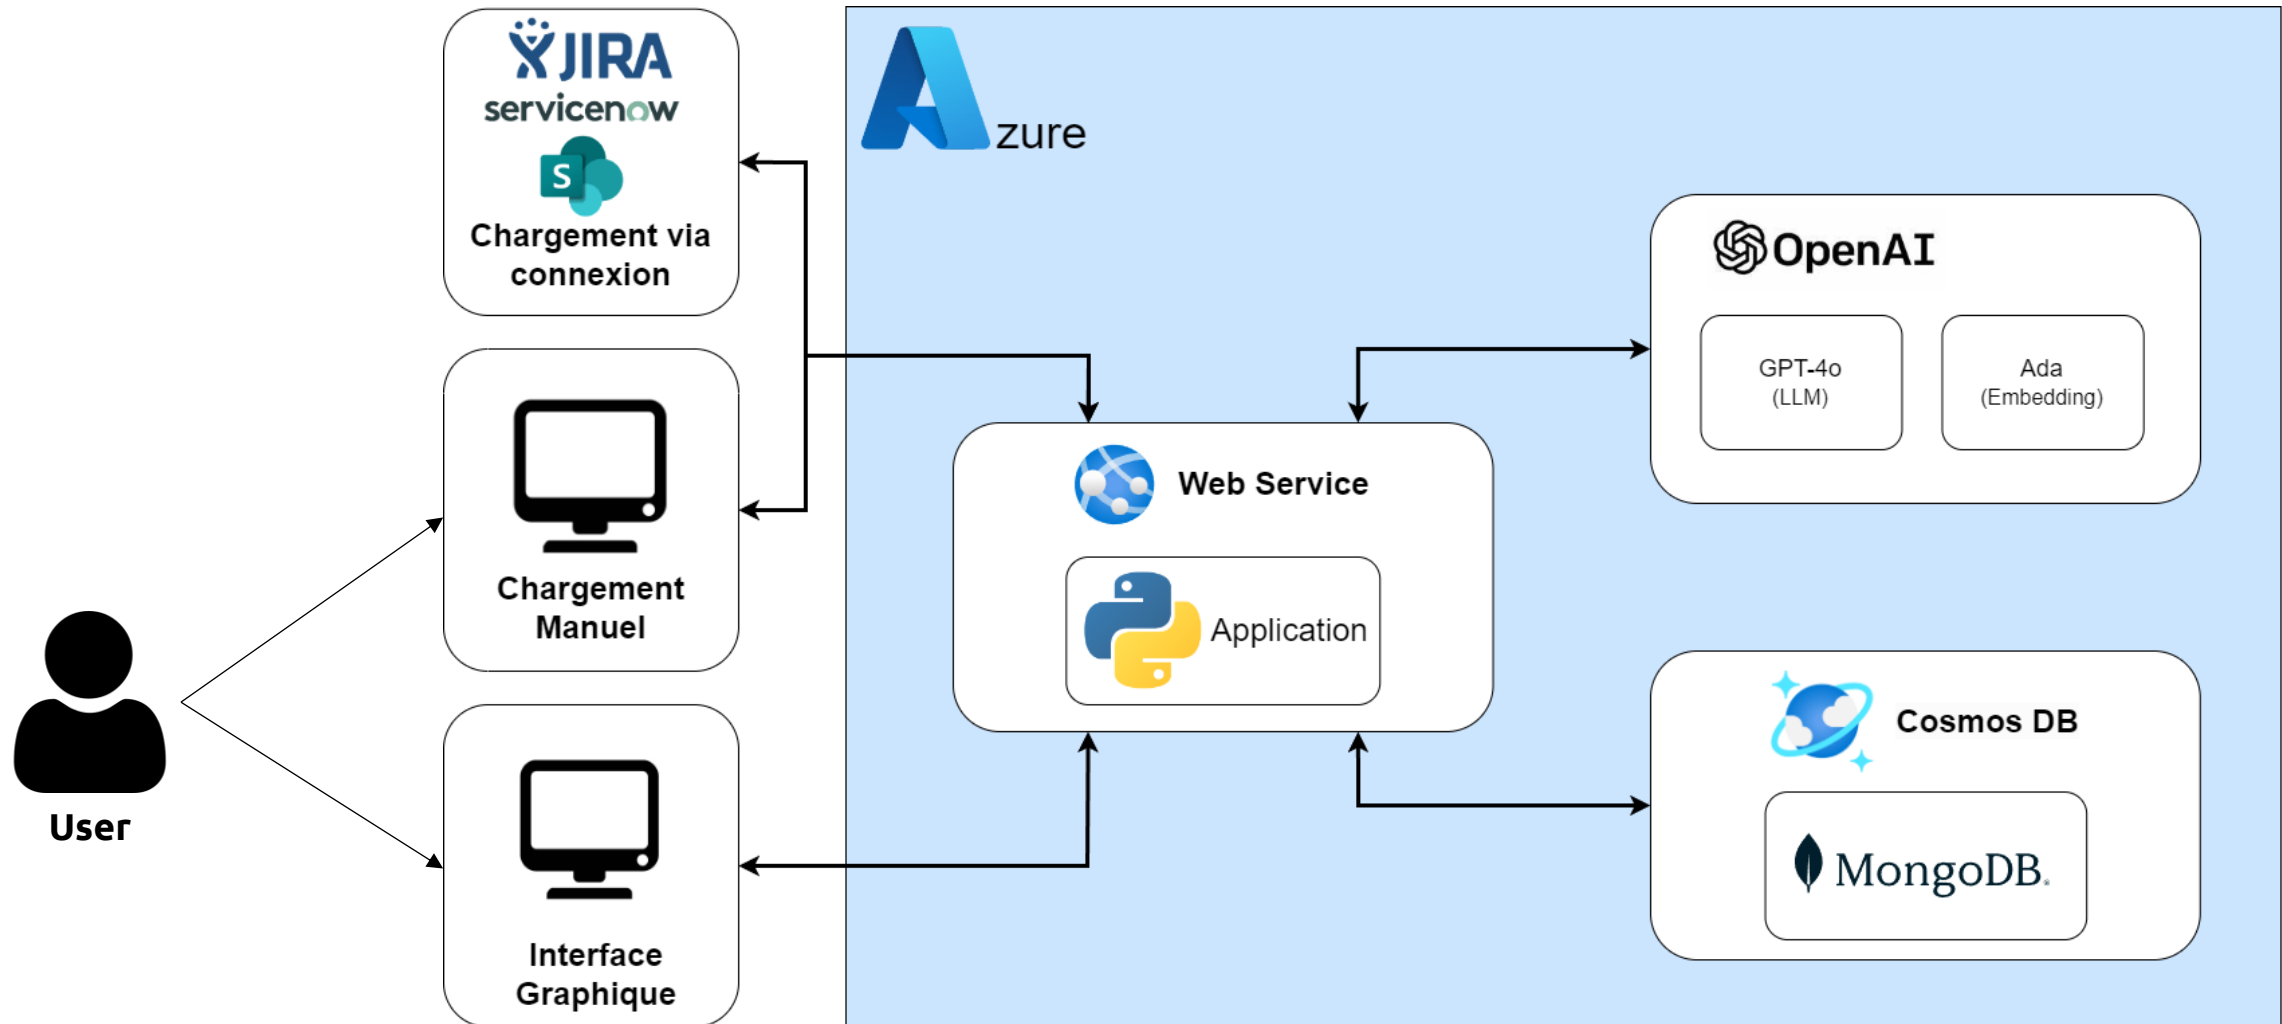 JIRA
servicenow
S
Chargement via
connexion
Chargement
Manuel
Interface
Graphique
User
zure
Web Service
Application
OpenAI
GPT-4o
(LLM)
Ada
(Embedding)
Cosmos DB
MongoDB®